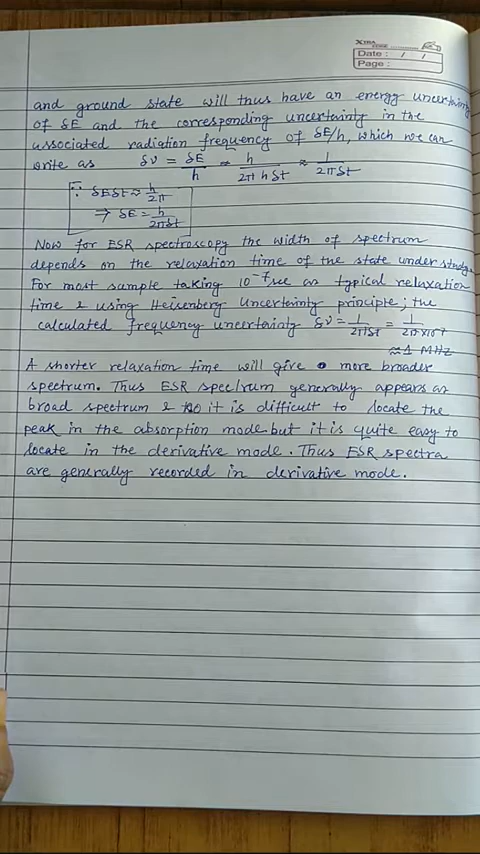 XTRA
Date : / /
Page :
and ground state will thus have an energy uncertainty
of δE and the corresponding uncertainty in the
associated radiation frequency of δE/h, which we can
write as δν = δE/h ≈ h/2πhδt ≈ 1/2πδt
∵ δEδt ≈ h/2π
⇒ δE = h/2πδt
Now for ESR spectroscopy the width of spectrum
depends on the relaxation time of the state under study.
For most sample taking 10⁻⁷sec as typical relaxation
time & using Heisenberg Uncertainty principle; the
calculated frequency uncertainty δν = 1/2πδt = 1/2π×10⁻⁷
≈ 1 MHz
A shorter relaxation time will give more broader
spectrum. Thus ESR spectrum generally appears as
broad spectrum & so it is difficult to locate the
peak in the absorption mode but it is quite easy to
locate in the derivative mode. Thus ESR spectra
are generally recorded in derivative mode.